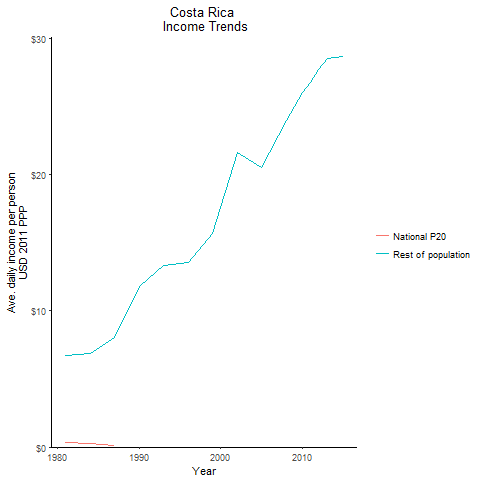 Costa Rica
Income Trends
$30
$20
$10
$0
Ave. daily income per person
USD 2011 PPP
1980
1990
2000
2010
Year
National P20
Rest of population